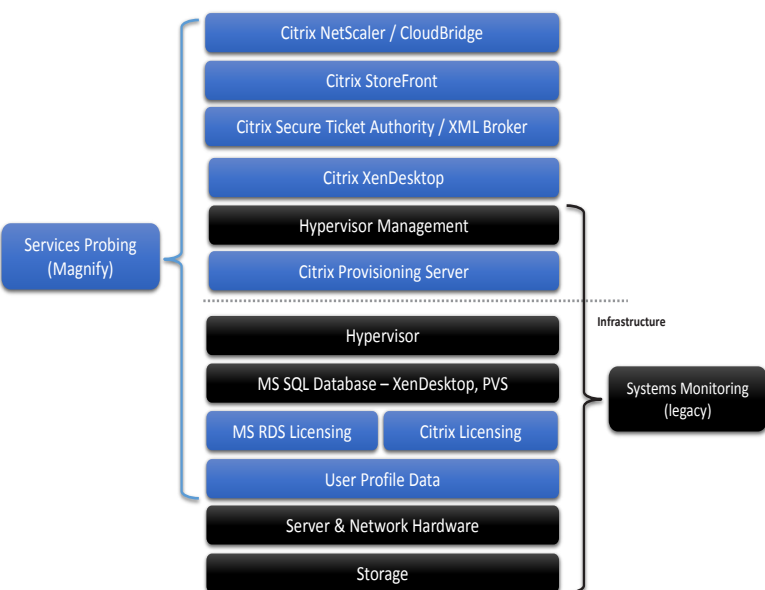 Citrix NetScaler / CloudBridge
Citrix StoreFront
Citrix Secure Ticket Authority / XML Broker
Citrix XenDesktop
Hypervisor Management
Services Probing
(Magnify)
Citrix Provisioning Server
Infrastructure
Hypervisor
MS SQL Database – XenDesktop, PVS
Systems Monitoring
(legacy)
MS RDS Licensing
Citrix Licensing
User Profile Data
Server & Network Hardware
Storage